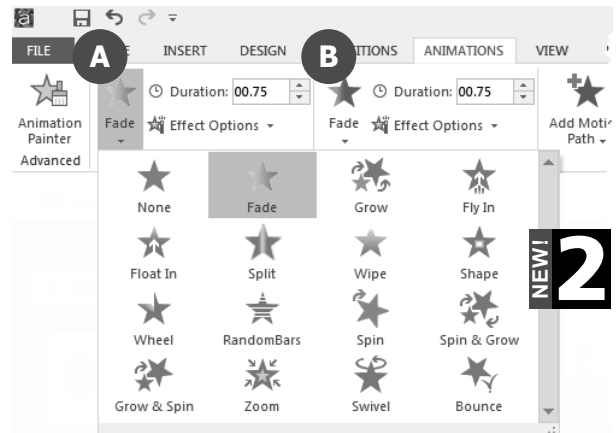 FILE A E INSERT DESIGN B ITIONS ANIMATIONS VIEW
Duration: 00.75 Duration: 00.75
Animation Painter Fade Effect Options Fade Effect Options Add Moti Path
Advanced
None Fade Grow Fly In
Float In Split Wipe Shape
NEW! 2
Wheel RandomBars Spin Spin & Grow
Grow & Spin Zoom Swivel Bounce